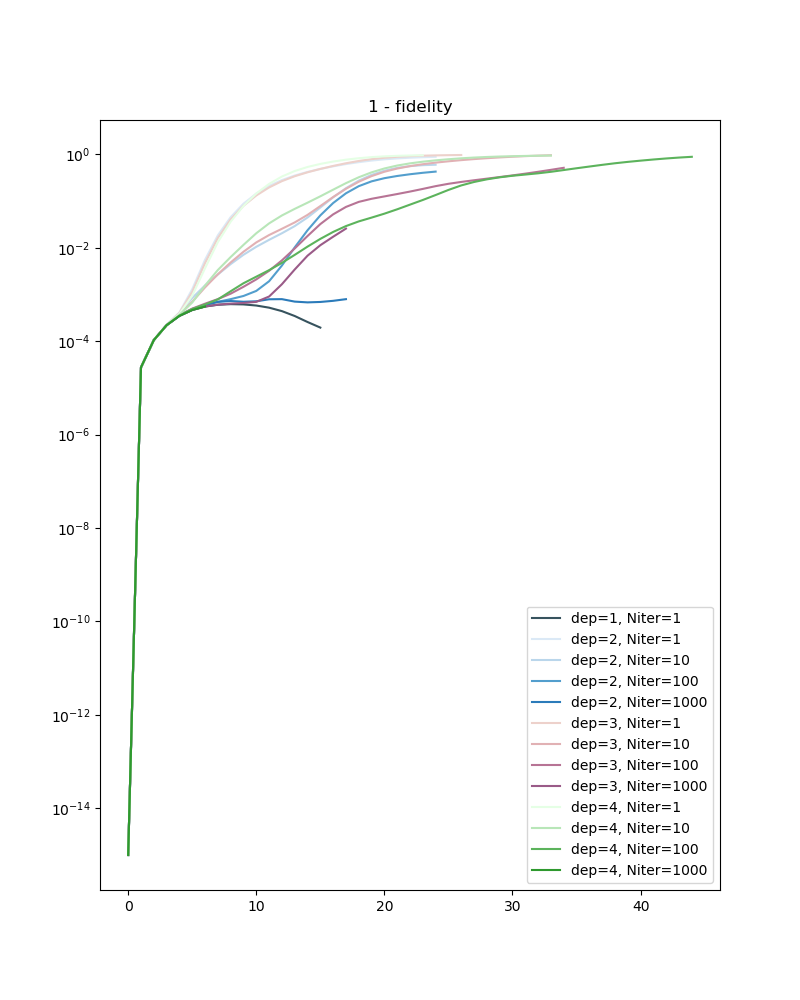 1 - fidelity
10⁰
10⁻²
10⁻⁴
10⁻⁶
10⁻⁸
10⁻¹⁰
10⁻¹²
10⁻¹⁴
dep=1, Niter=1
dep=2, Niter=1
dep=2, Niter=10
dep=2, Niter=100
dep=2, Niter=1000
dep=3, Niter=1
dep=3, Niter=10
dep=3, Niter=100
dep=3, Niter=1000
dep=4, Niter=1
dep=4, Niter=10
dep=4, Niter=100
dep=4, Niter=1000
0 10 20 30 40